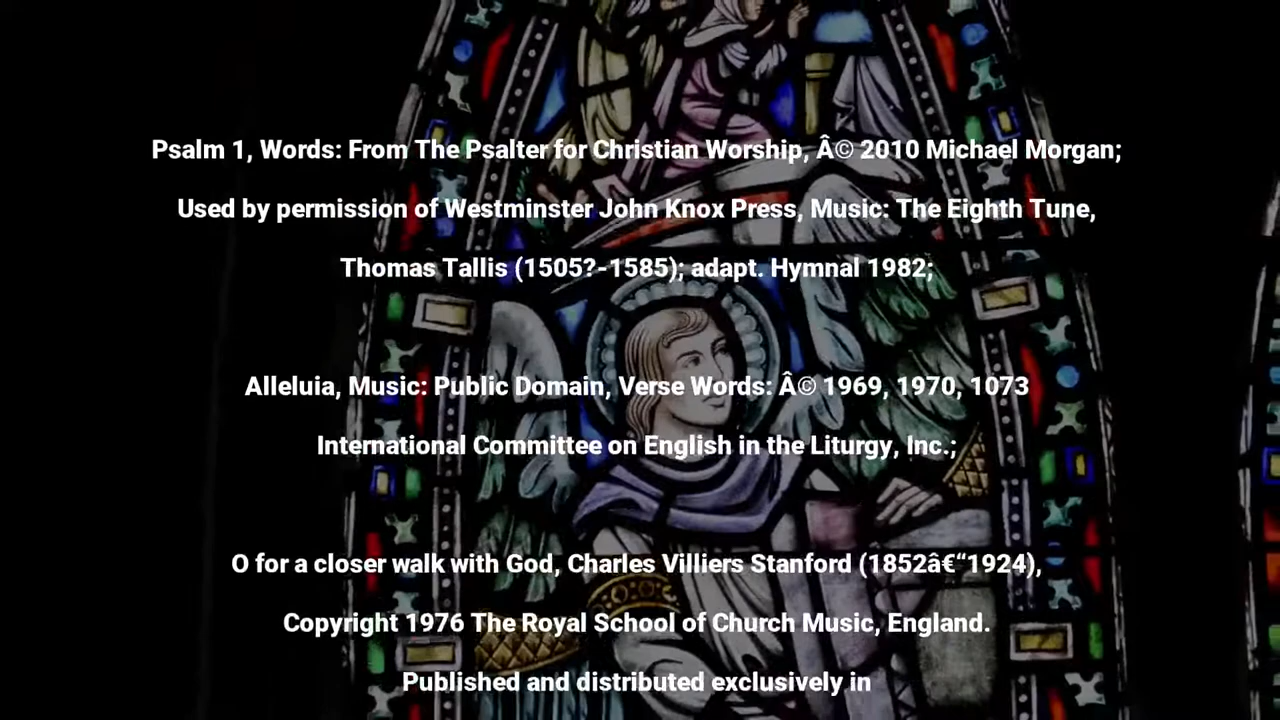 Psalm 1, Words: From The Psalter for Christian Worship, Â© 2010 Michael Morgan;
Used by permission of Westminster John Knox Press, Music: The Eighth Tune,
Thomas Tallis (1505?-1585); adapt. Hymnal 1982;
Alleluia, Music: Public Domain, Verse Words: Â© 1969, 1970, 1073
International Committee on English in the Liturgy, Inc.;
O for a closer walk with God, Charles Villiers Stanford (1852â€“1924),
Copyright 1976 The Royal School of Church Music, England.
Published and distributed exclusively in